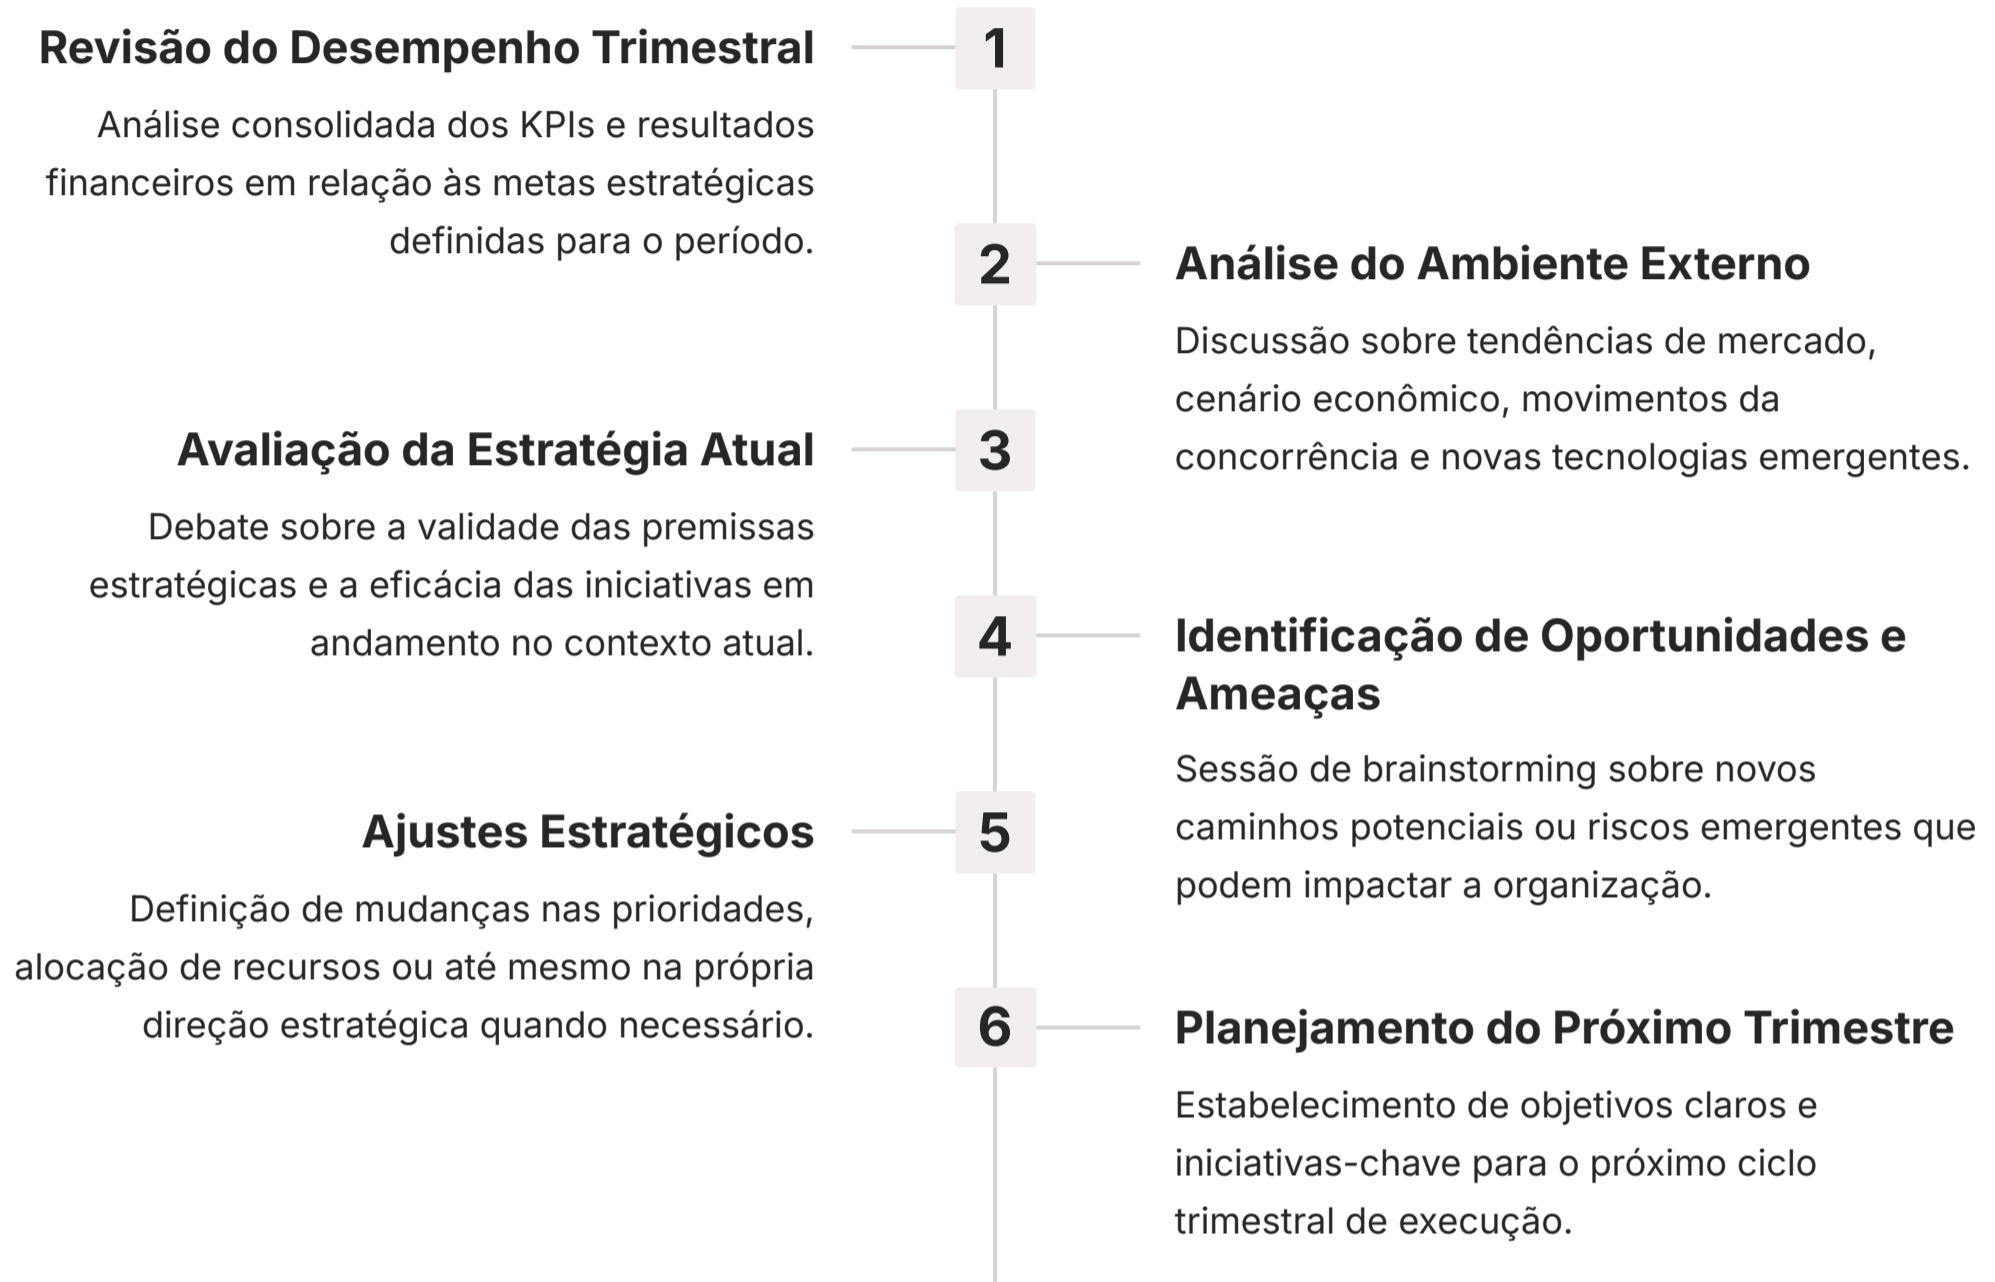 Revisão do Desempenho Trimestral
1
Análise consolidada dos KPIs e resultados
financeiros em relação às metas estratégicas
definidas para o período.
2
Análise do Ambiente Externo
Discussão sobre tendências de mercado,
cenário econômico, movimentos da
concorrência e novas tecnologias emergentes.
Avaliação da Estratégia Atual
3
Debate sobre a validade das premissas
estratégicas e a eficácia das iniciativas em
andamento no contexto atual.
4
Identificação de Oportunidades e
Ameaças
Sessão de brainstorming sobre novos
caminhos potenciais ou riscos emergentes que
podem impactar a organização.
Ajustes Estratégicos
5
Definição de mudanças nas prioridades,
alocação de recursos ou até mesmo na própria
direção estratégica quando necessário.
6
Planejamento do Próximo Trimestre
Estabelecimento de objetivos claros e
iniciativas-chave para o próximo ciclo
trimestral de execução.